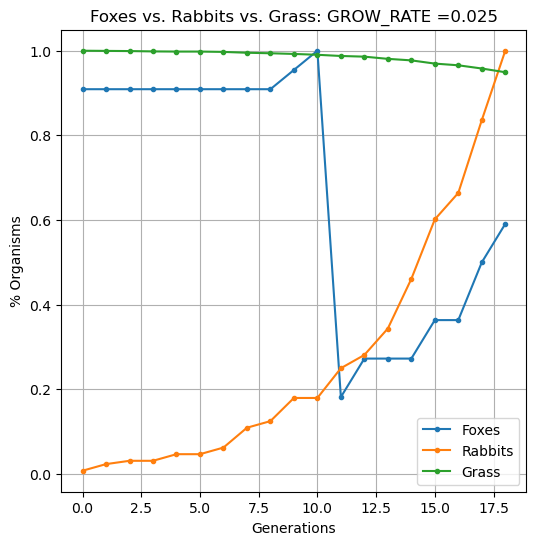 Foxes vs. Rabbits vs. Grass: GROW_RATE =0.025
1.0
0.8
0.6
0.4
0.2
0.0
% Organisms
0.0 2.5 5.0 7.5 10.0 12.5 15.0 17.5
Generations
Foxes
Rabbits
Grass